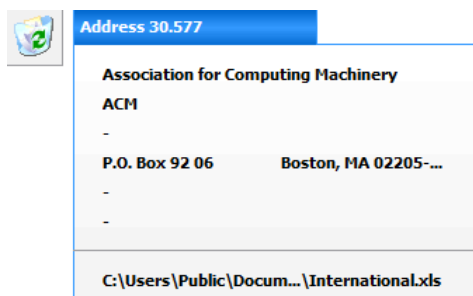 Address 30.577
Association for Computing Machinery
ACM
-
P.O. Box 92 06 Boston, MA 02205-...
-
-
C:\Users\Public\Docum...\International.xls